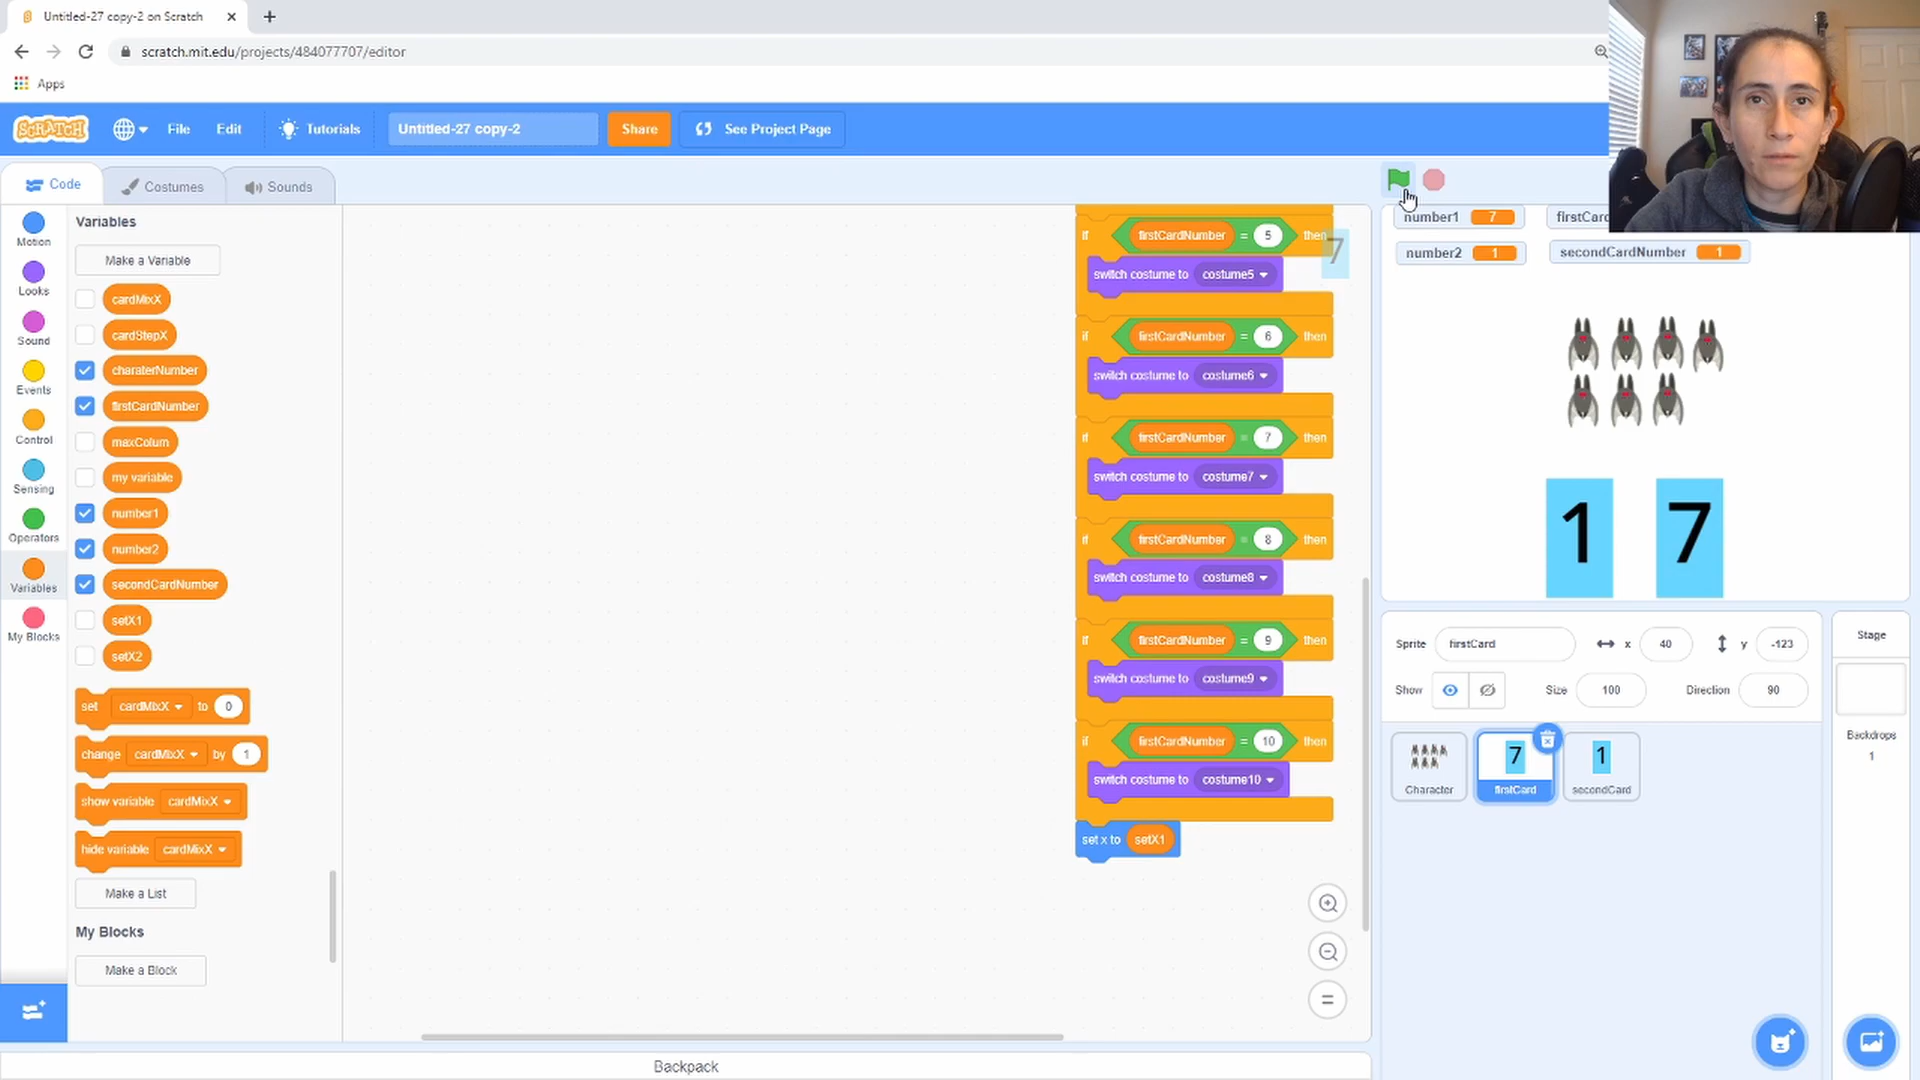 Untitled-27 copy-2 on Scratch
scratch.mit.edu/projects/484077707/editor
Apps
SCRATCH
File
Edit
Tutorials
Untitled-27 copy-2
Share
See Project Page
Code
Costumes
Sounds
Motion
Looks
Sound
Events
Control
Sensing
Operators
Variables
My Blocks
Variables
Make a Variable
cardMixX
cardStepX
charaterNumber
firstCardNumber
maxColum
my variable
number1
number2
secondCardNumber
setX1
setX2
set cardMixX to 0
change cardMixX by 1
show variable cardMixX
hide variable cardMixX
Make a List
My Blocks
Make a Block
if firstCardNumber = 5 then
switch costume to costume5
if firstCardNumber = 6 then
switch costume to costume6
if firstCardNumber = 7 then
switch costume to costume7
if firstCardNumber = 8 then
switch costume to costume8
if firstCardNumber = 9 then
switch costume to costume9
if firstCardNumber = 10 then
switch costume to costume10
set x to setX1
7
Backpack
number1 7
firstCard
number2 1
secondCardNumber 1
1 7
Sprite firstCard x 40 y -123
Show Size 100 Direction 90
7
1
Character
firstCard
secondCard
Stage
Backdrops
1